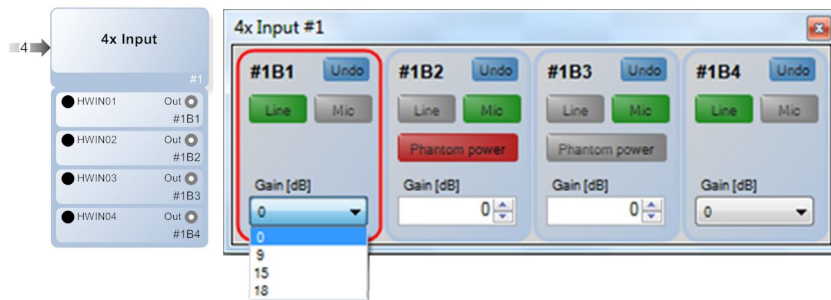 4
4x Input
#1
HWIN01 Out
#1B1
HWIN02 Out
#1B2
HWIN03 Out
#1B3
HWIN04 Out
#1B4
4x Input #1
#1B1 Undo
Line Mic
Gain [dB]
0
0
9
15
18
#1B2 Undo
Line Mic
Phantom power
Gain [dB]
0
#1B3 Undo
Line Mic
Phantom power
Gain [dB]
0
#1B4 Undo
Line Mic
Gain [dB]
0